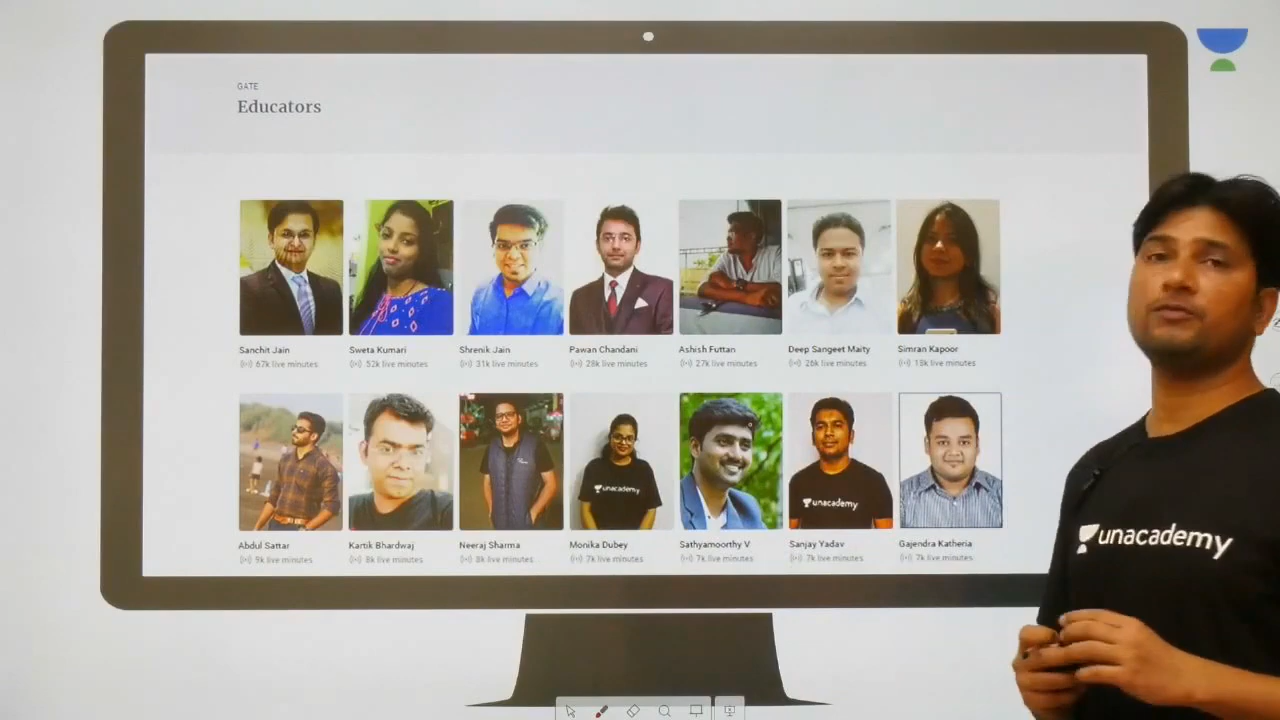 GATE
Educators
Sanchit Jain
67k live minutes
Sweta Kumari
52k live minutes
Shrenik Jain
31k live minutes
Pawan Chandani
28k live minutes
Ashish Futtan
27k live minutes
Deep Sangeet Maity
26k live minutes
Simran Kapoor
13k live minutes
unacademy
unacademy
Abdul Sattar
9k live minutes
Kartik Bhardwaj
8k live minutes
Neeraj Sharma
8k live minutes
Monika Dubey
7k live minutes
Sathyamoorthy V
7k live minutes
Sanjay Yadav
7k live minutes
Gajendra Katheria
7k live minutes
unacademy